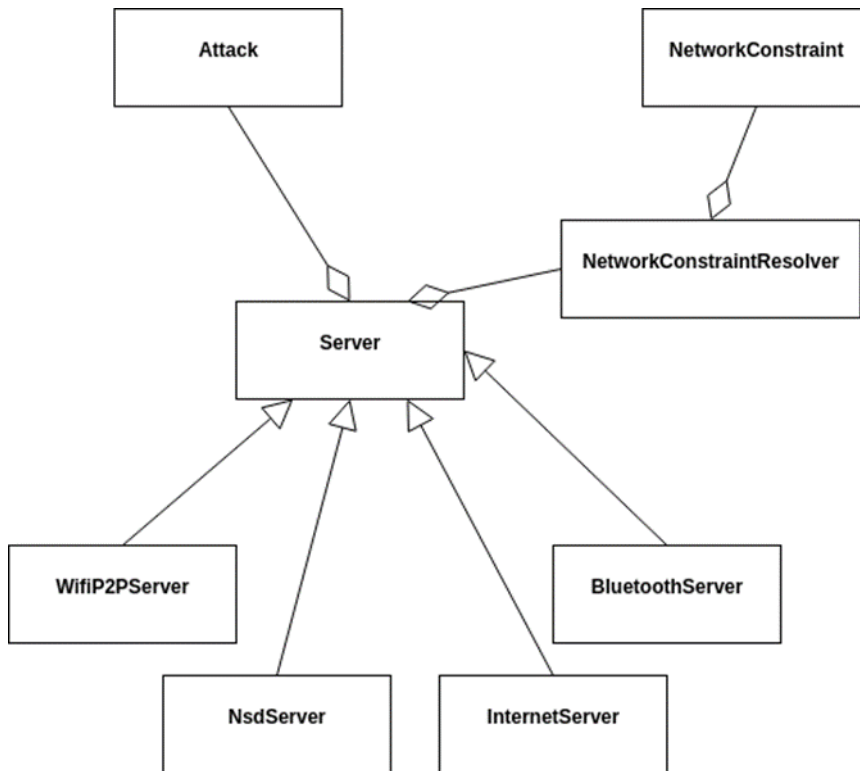 Attack
NetworkConstraint
NetworkConstraintResolver
Server
WifiP2PServer
BluetoothServer
NsdServer
InternetServer